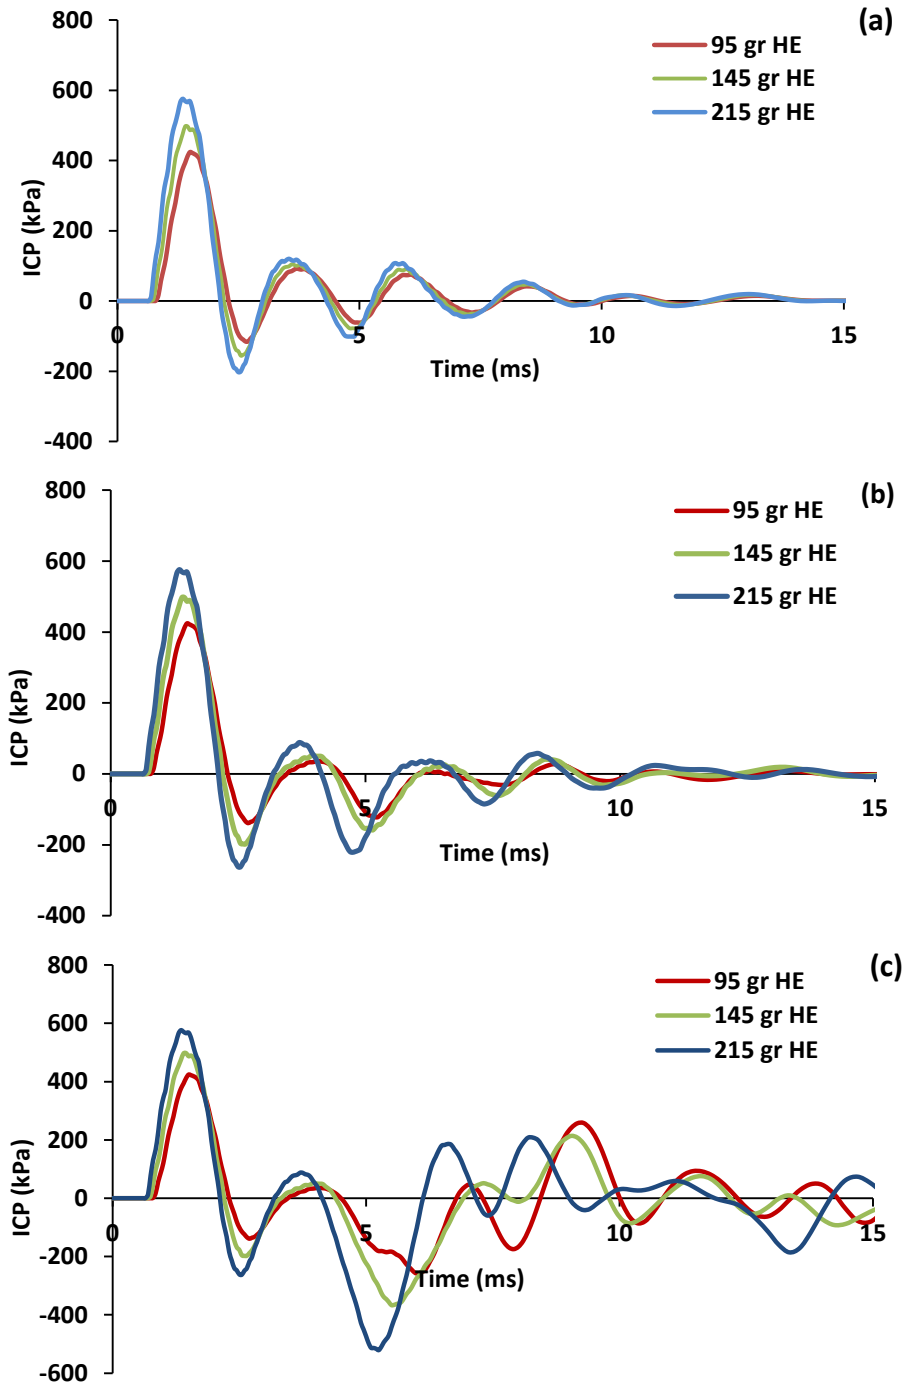 (a)
800
600
400
200
0
-200
-400
ICP (kPa)
0
5
10
15
Time (ms)
95 gr HE
145 gr HE
215 gr HE
(b)
800
600
400
200
0
-200
-400
ICP (kPa)
0
5
10
15
Time (ms)
95 gr HE
145 gr HE
215 gr HE
(c)
800
600
400
200
0
-200
-400
-600
ICP (kPa)
0
5
10
15
Time (ms)
95 gr HE
145 gr HE
215 gr HE